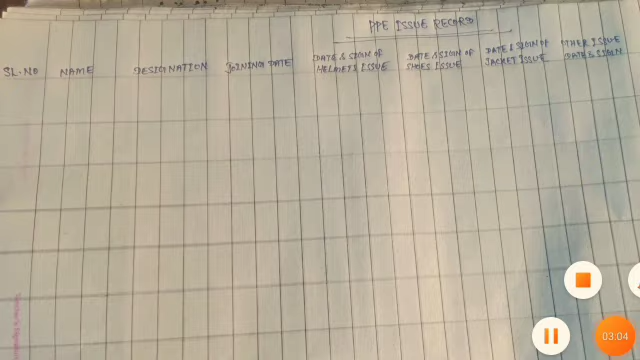 PPE ISSUE RECORD
SL.NO NAME DESIGNATION JOINING DATE DATE & SIGN OF HELMETS ISSUE DATE & SIGN OF SHOES ISSUE DATE & SIGN OF JACKET ISSUE OTHER ISSUE DATE & SIGN
03:04